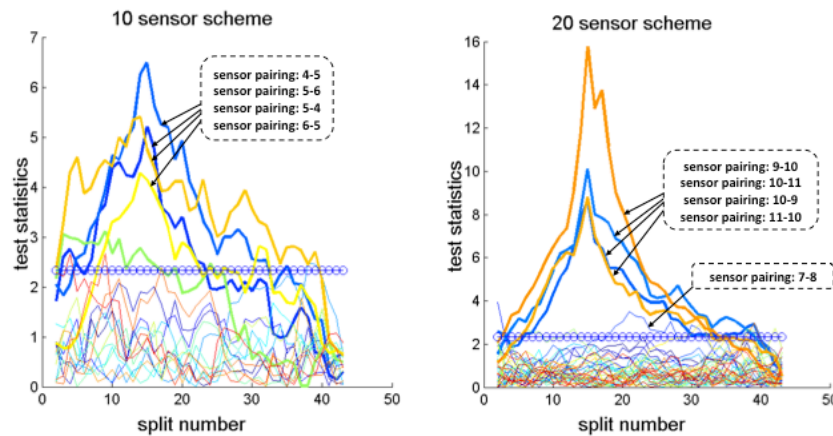 10 sensor scheme
7
6
5
4
3
2
1
0
test statistics
sensor pairing: 4-5
sensor pairing: 5-6
sensor pairing: 5-4
sensor pairing: 6-5
0
10
20
30
40
50
split number
20 sensor scheme
16
14
12
10
8
6
4
2
0
test statistics
sensor pairing: 9-10
sensor pairing: 10-11
sensor pairing: 10-9
sensor pairing: 11-10
sensor pairing: 7-8
0
10
20
30
40
50
split number